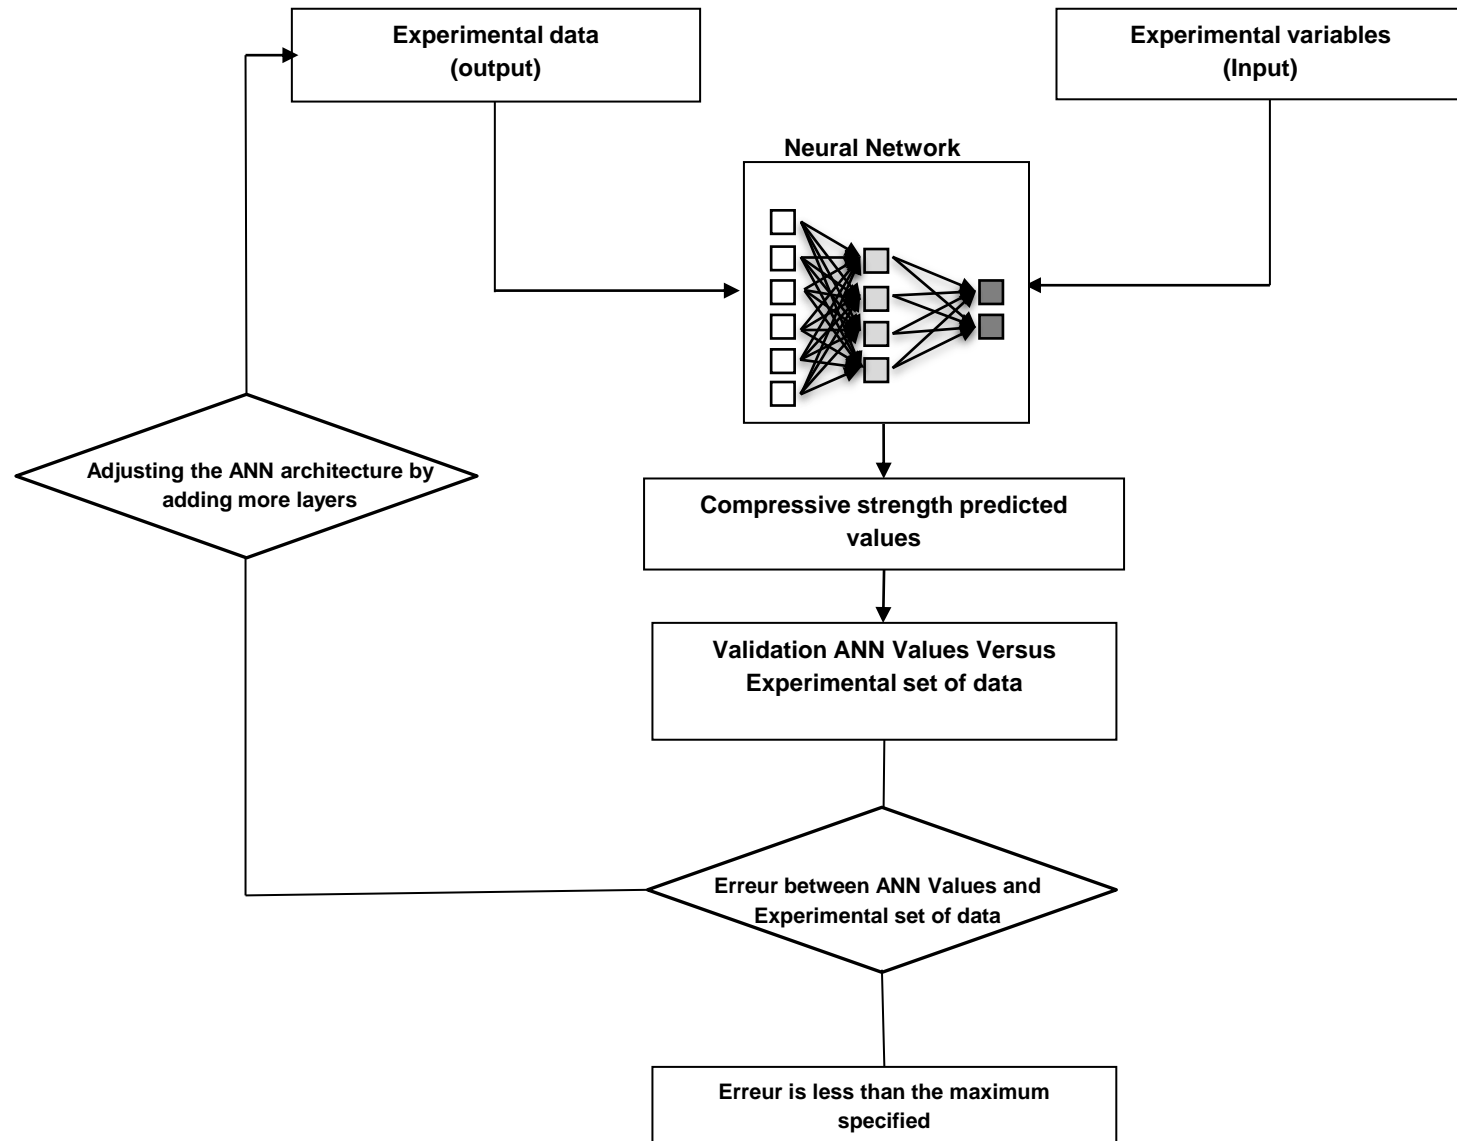 Experimental data
(output)
Experimental variables
(Input)
Neural Network
Adjusting the ANN architecture by
adding more layers
Compressive strength predicted
values
Validation ANN Values Versus
Experimental set of data
Erreur between ANN Values and
Experimental set of data
Erreur is less than the maximum
specified